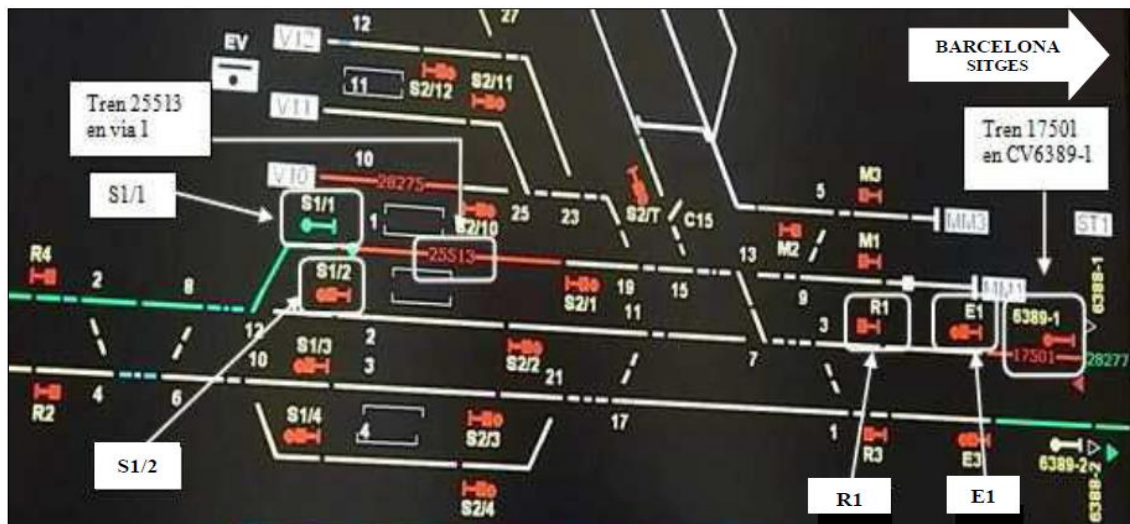 BARCELONA
SITGES
Tren 25513
en vía 1
Tren 17501
en CV6389-1
S1/1
S1/2
R1
E1
EV
V12
12
27
11
S2/12
S2/11
V11
10
V10
28275
S1/1
1
S2/10
25
23
S2/T
C15
5
M3
M2
M1
MM3
ST1
R4
2
8
S1/2
25513
S2/1
19
15
13
9
MM1
6388-1
12
2
11
3
R1
E1
6389-1
17501
28277
10
S1/3
3
S2/2
21
7
R2
4
6
S1/4
4
S2/3
17
1
R3
E3
6389-2
6388-2
S2/4